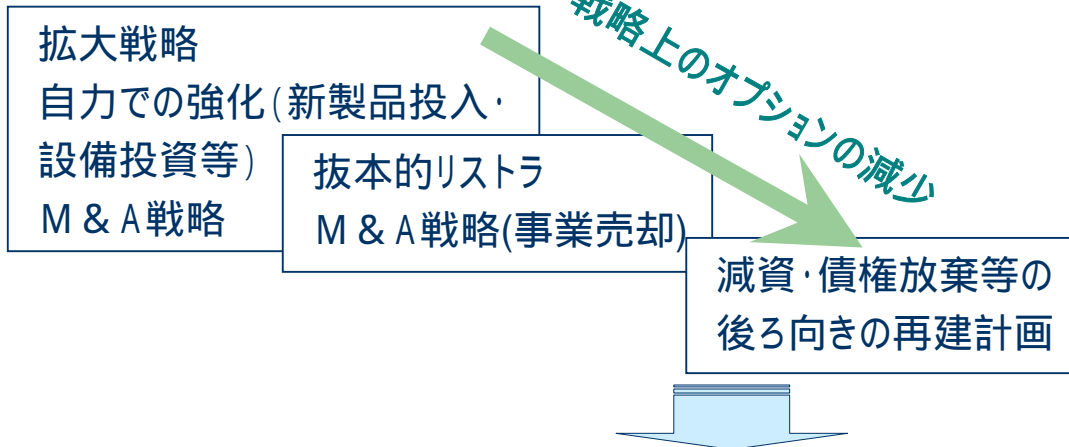 戦略上のオプションの減少
拡大戦略
自力での強化(新製品投入・
設備投資等)
M & A戦略
抜本的リストラ
M & A戦略(事業売却)
減資・債権放棄等の
後ろ向きの再建計画